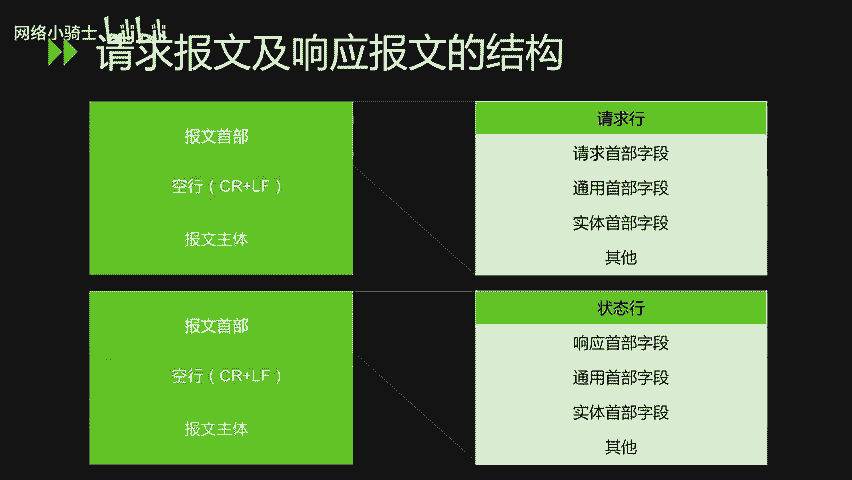 网络小骑士
请求报文及响应报文的结构
报文首部
空行（CR+LF）
报文主体
请求行
请求首部字段
通用首部字段
实体首部字段
其他
报文首部
空行（CR+LF）
报文主体
状态行
响应首部字段
通用首部字段
实体首部字段
其他